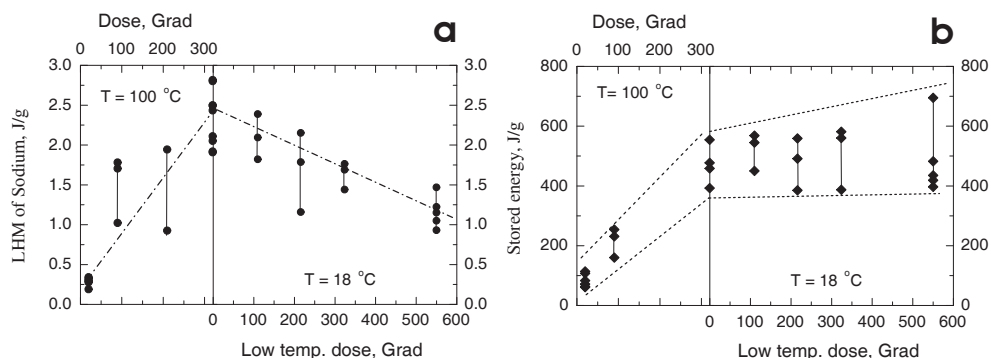 Dose, Grad
0 100 200 300
a
LHM of Sodium, J/g
3.0
2.5
2.0
1.5
1.0
0.5
0.0
T = 100 °C
T = 18 °C
3.0
2.5
2.0
1.5
1.0
0.5
0.0
0 100 200 300 400 500 600
Low temp. dose, Grad
Dose, Grad
0 100 200 300
b
Stored energy, J/g
800
600
400
200
0
T = 100 °C
T = 18 °C
800
600
400
200
0
0 100 200 300 400 500 600
Low temp. dose, Grad